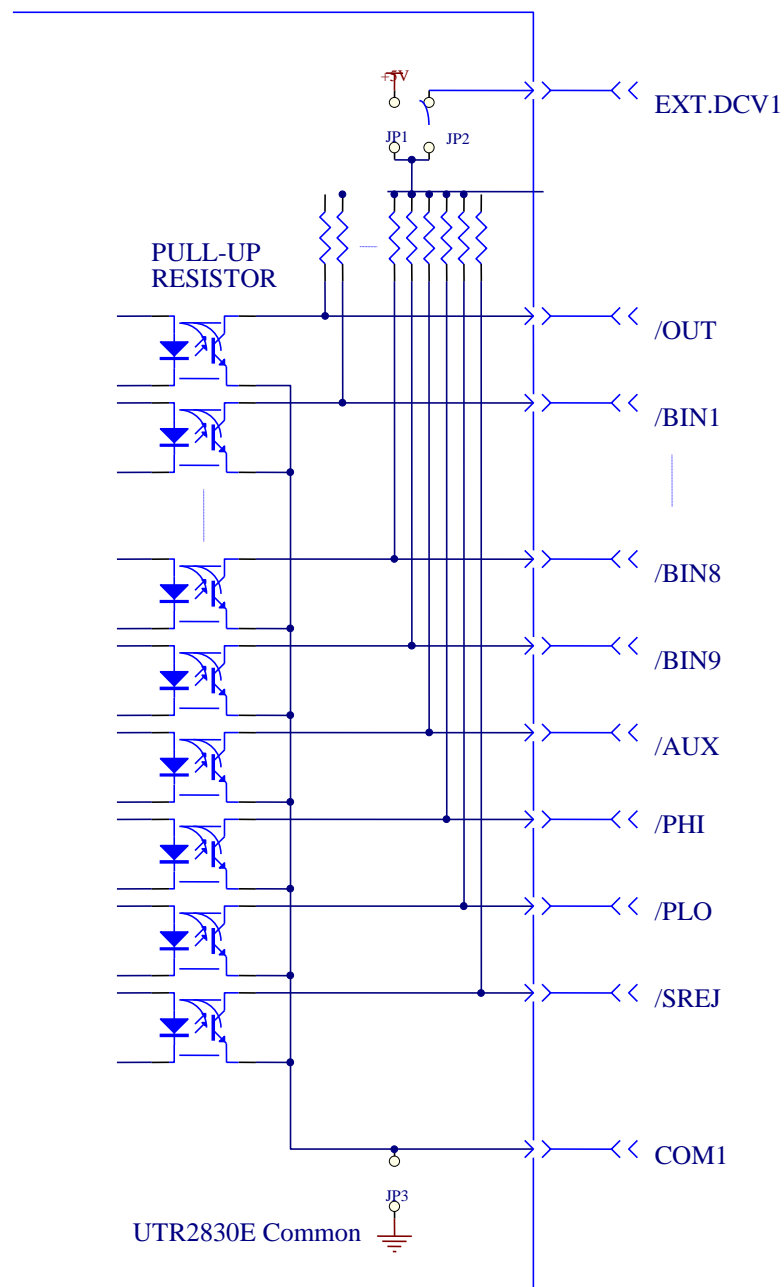 +5V
EXT.DCV1
JP1
JP2
PULL-UP
RESISTOR
/OUT
/BIN1
/BIN8
/BIN9
/AUX
/PHI
/PLO
/SREJ
COM1
JP3
UTR2830E Common